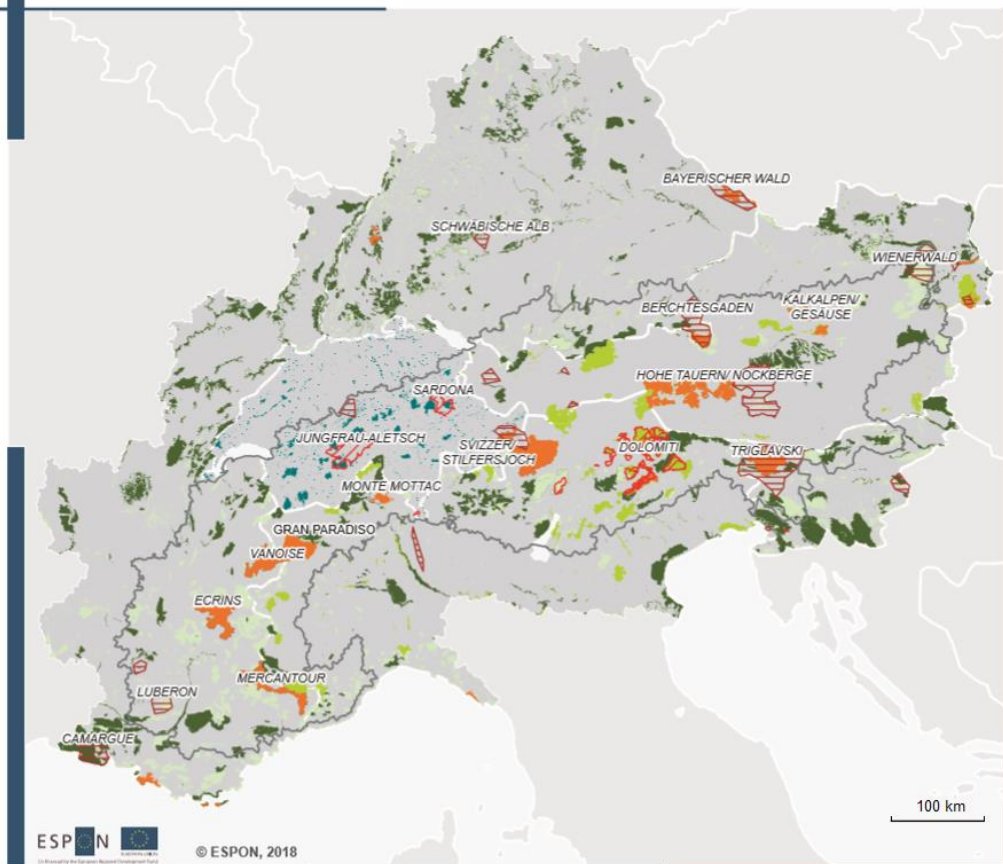 BAYERISCHER WALD
SCHWÄBISCHE ALB
WIENERWALD
BERCHTESGADEN
KALKALPEN/
GESÄUSE
HOHE TAUERN/ NOCKBERGE
SARDONA
JUNGFRAU-ALETSCH
SVIZZER/
STILFERSJOCH
DOLOMITI
TRIGLAVSKI
MONTE MOTTAC
GRAN PARADISO
VANOISE
ECRINS
MERCANTOUR
LUBERON
CAMARGUE
100 km
ESPON
© ESPON, 2018